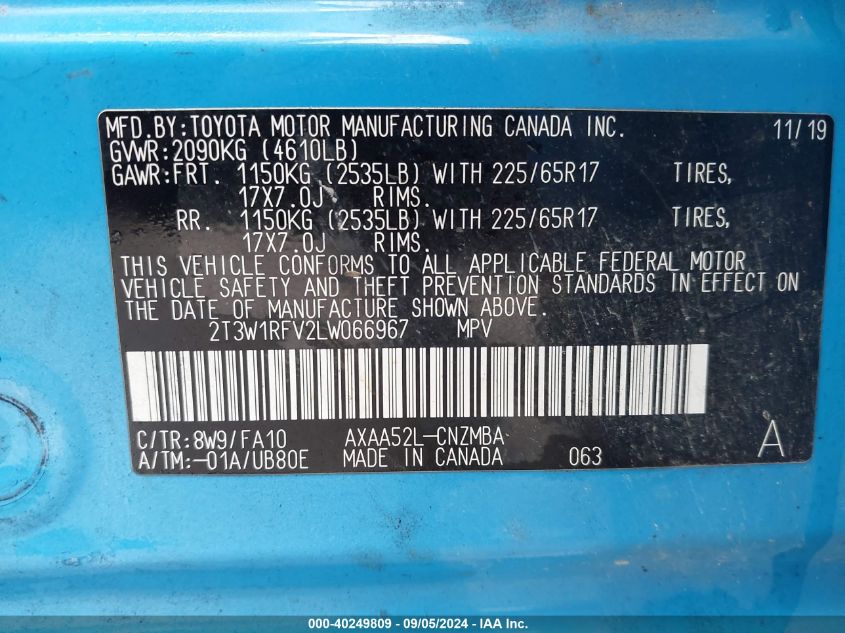 MFD.BY:TOYOTA MOTOR MANUFACTURING CANADA INC. 11/19
GVWR:2090KG (4610LB)
GAWR:FRT. 1150KG (2535LB) WITH 225/65R17 TIRES,
17X7.0J RIMS.
RR. 1150KG (2535LB) WITH 225/65R17 TIRES,
17X7.0J RIMS.
THIS VEHICLE CONFORMS TO ALL APPLICABLE FEDERAL MOTOR
VEHICLE SAFETY AND THEFT PREVENTION STANDARDS IN EFFECT ON
THE DATE OF MANUFACTURE SHOWN ABOVE.
2T3W1RFV2LW066967 MPV
C/TR:8W9/FA10 AXAA52L-CNZMBA A
A/TM:-01A/UB80E MADE IN CANADA 063
000-40249809 - 09/05/2024 - IAAI.com